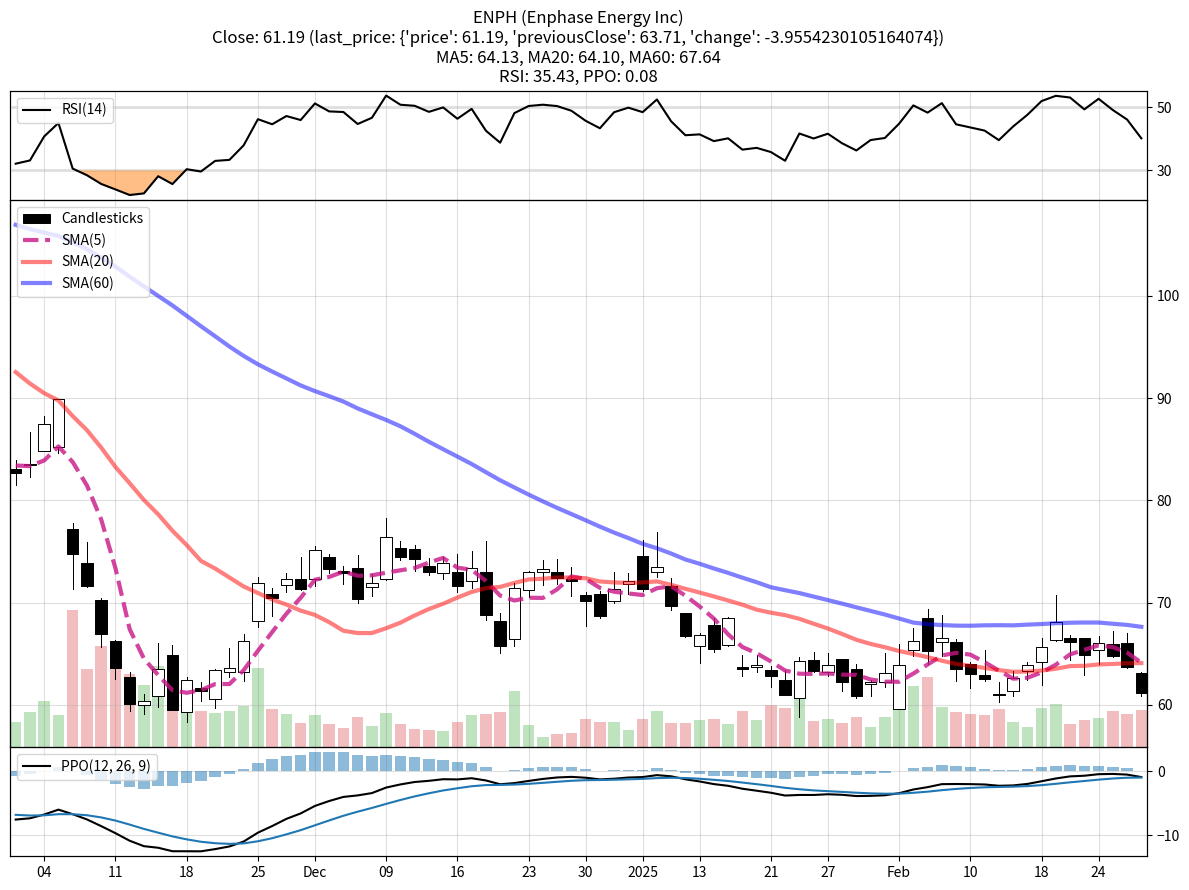 ENPH (Enphase Energy Inc)
Close: 61.19 (last_price: {'price': 61.19, 'previousClose': 63.71, 'change': -3.9554230105164074})
MA5: 64.13, MA20: 64.10, MA60: 67.64
RSI: 35.43, PPO: 0.08
RSI(14)
50
30
Candlesticks
SMA(5)
SMA(20)
SMA(60)
100
90
80
70
60
PPO(12, 26, 9)
0
−10
04 11 18 25 Dec 09 16 23 30 2025 13 21 27 Feb 10 18 24